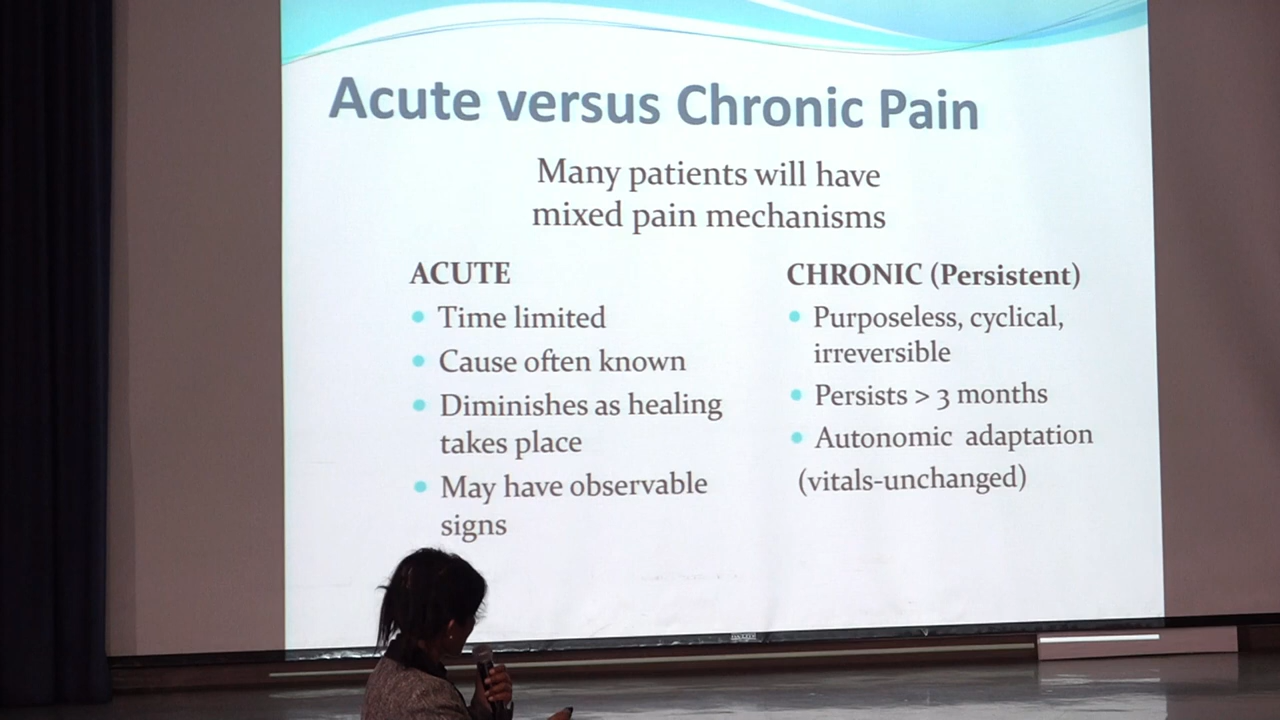 Acute versus Chronic Pain
Many patients will have
mixed pain mechanisms
ACUTE
Time limited
Cause often known
Diminishes as healing
takes place
May have observable
signs
CHRONIC (Persistent)
Purposeless, cyclical,
irreversible
Persists > 3 months
Autonomic adaptation
(vitals-unchanged)